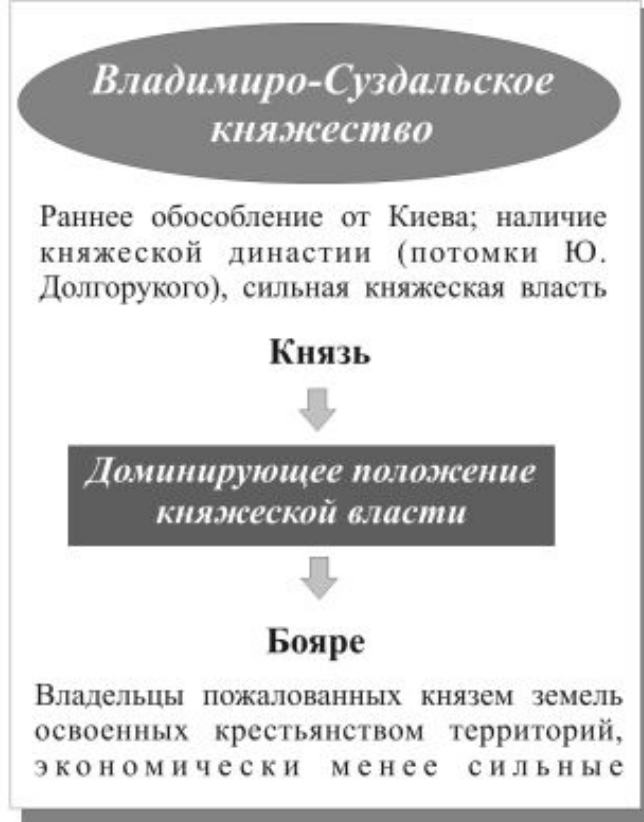 Владимиро-Суздальское
княжество
Раннее обособление от Киева; наличие
княжеской династии (потомки Ю.
Долгорукого), сильная княжеская власть
Князь
Доминирующее положение
княжеской власти
Бояре
Владельцы пожалованных князем земель
освоенных крестьянством территорий,
экономически менее сильные